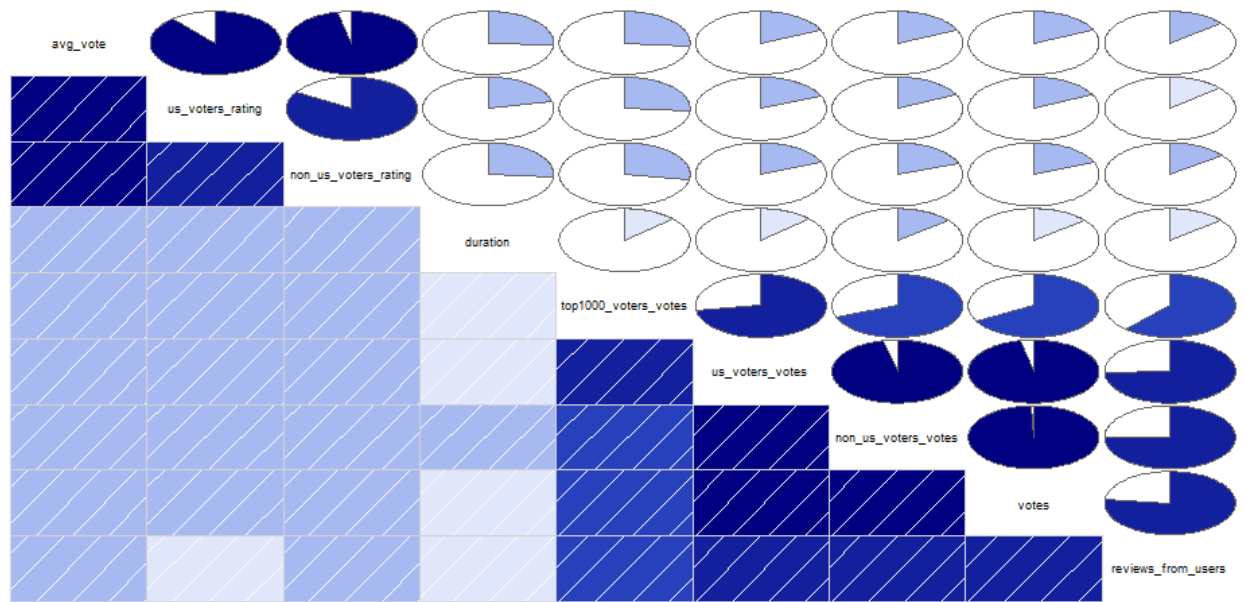 avg_vote
us_voters_rating
non_us_voters_rating
duration
top1000_voters_votes
us_voters_votes
non_us_voters_votes
votes
reviews_from_users